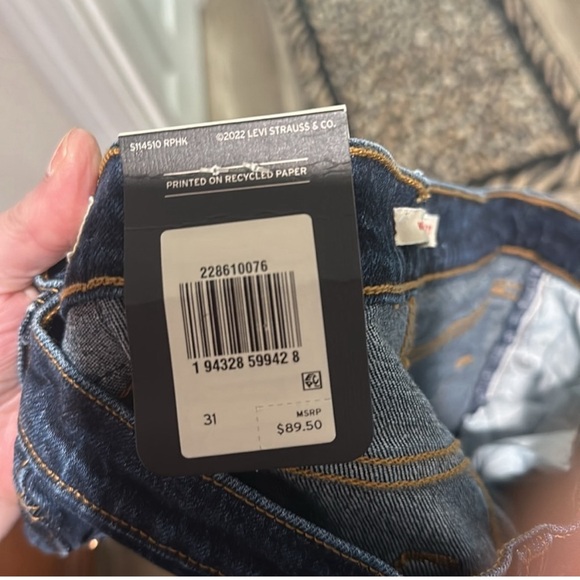 S114510 RPHK ©2022 LEVI STRAUSS & CO.
PRINTED ON RECYCLED PAPER
228610076
1 94328 59942 8
31
MSRP
$89.50